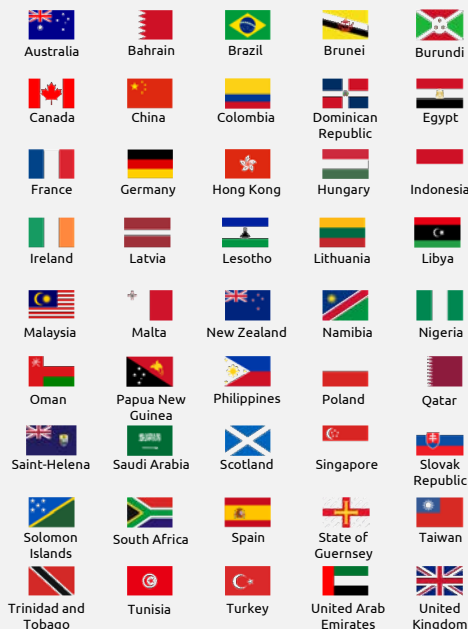 Australia
Bahrain
Brazil
Brunei
Burundi
Canada
China
Colombia
Dominican
Republic
Egypt
France
Germany
Hong Kong
Hungary
Indonesia
Ireland
Latvia
Lesotho
Lithuania
Libya
Malaysia
Malta
New Zealand
Namibia
Nigeria
Oman
Papua New
Guinea
Philippines
Poland
Qatar
Saint-Helena
Saudi Arabia
Scotland
Singapore
Slovak
Republic
Solomon
Islands
South Africa
Spain
State of
Guernsey
Taiwan
Trinidad and
Tobago
Tunisia
Turkey
United Arab
Emirates
United
Kingdom